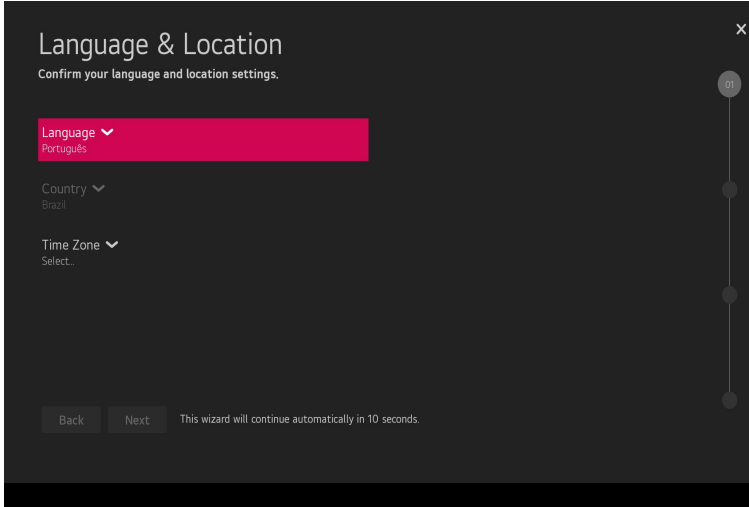 Language & Location
Confirm your language and location settings.
01
Language
Português
Country
Brazil
Time Zone
Select...
Back
Next
This wizard will continue automatically in 10 seconds.